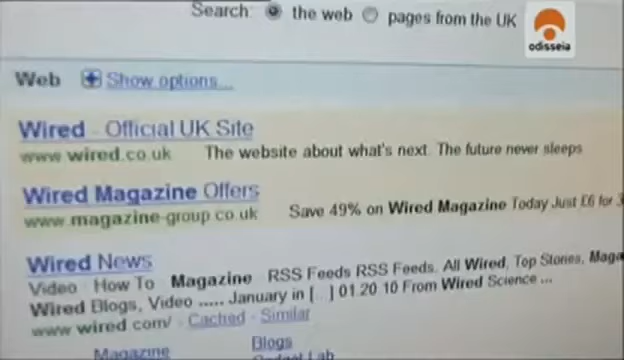 Search: the web pages from the UK
odisseia
Web Show options...
Wired - Official UK Site
www.wired.co.uk The website about what's next. The future never sleeps
Wired Magazine Offers
www.magazine-group.co.uk Save 49% on Wired Magazine Today Just £6 for 3
Wired News
Video · How To · Magazine · RSS Feeds RSS Feeds. All Wired, Top Stories, Maga
Wired Blogs, Video ..... January in [...] 01.20 10 From Wired Science ...
www.wired.com/ - Cached - Similar
Magazine Blogs
Gadget Lab